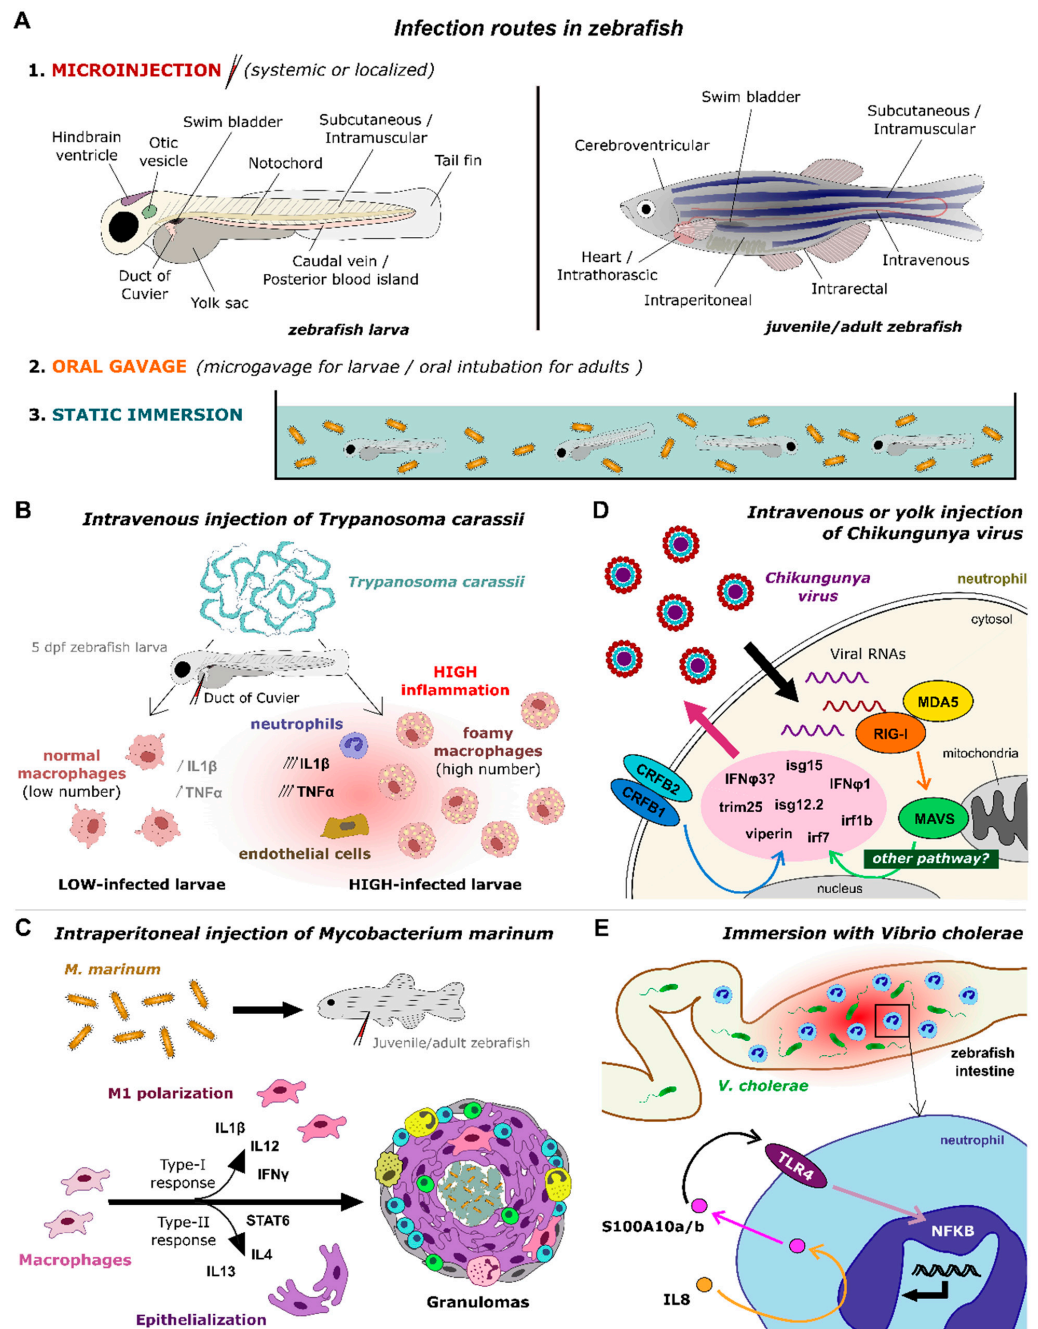 A
Infection routes in zebrafish
1. MICROINJECTION (systemic or localized)
Hindbrain
ventricle
Otic
vesicle
Swim bladder
Notochord
Subcutaneous /
Intramuscular
Tail fin
Duct of
Cuvier
Yolk sac
Caudal vein /
Posterior blood island
zebrafish larva
Swim bladder
Subcutaneous /
Intramuscular
Cerebroventricular
Heart /
Intrathorascic
Intraperitoneal
Intrarectal
Intravenous
juvenile/adult zebrafish
2. ORAL GAVAGE (microgavage for larvae / oral intubation for adults )
3. STATIC IMMERSION
B
Intravenous injection of Trypanosoma carassii
Trypanosoma carassii
5 dpf zebrafish larva
Duct of Cuvier
HIGH
inflammation
neutrophils
foamy
macrophages
(high number)
normal
macrophages
(low number)
/ IL1β
/ TNFα
/// IL1β
/// TNFα
endothelial cells
LOW-infected larvae
HIGH-infected larvae
D
Intravenous or yolk injection
of Chikungunya virus
Chikungunya
virus
neutrophil
cytosol
Viral RNAs
MDA5
RIG-I
mitochondria
MAVS
CRFB2
CRFB1
IFNφ3?
isg15
IFNφ1
trim25
isg12.2
irf1b
viperin
irf7
other pathway?
nucleus
C
Intraperitoneal injection of Mycobacterium marinum
M. marinum
Juvenile/adult zebrafish
M1 polarization
IL1β
IL12
IFNγ
Type-I
response
Type-II
response
STAT6
IL4
IL13
Macrophages
Epithelialization
Granulomas
E
Immersion with Vibrio cholerae
V. cholerae
zebrafish
intestine
neutrophil
TLR4
S100A10a/b
NFKB
IL8